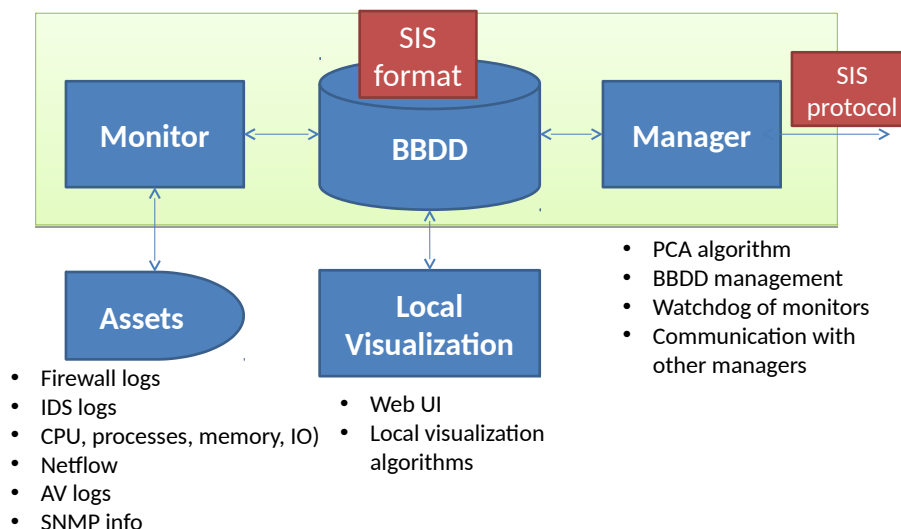 SIS
format
SIS
protocol
Monitor
BBDD
Manager
Assets
Local
Visualization
• PCA algorithm
• BBDD management
• Watchdog of monitors
• Communication with
other managers
• Firewall logs
• IDS logs
• CPU, processes, memory, IO)
• Netflow
• AV logs
• SNMP info
• Web UI
• Local visualization
algorithms